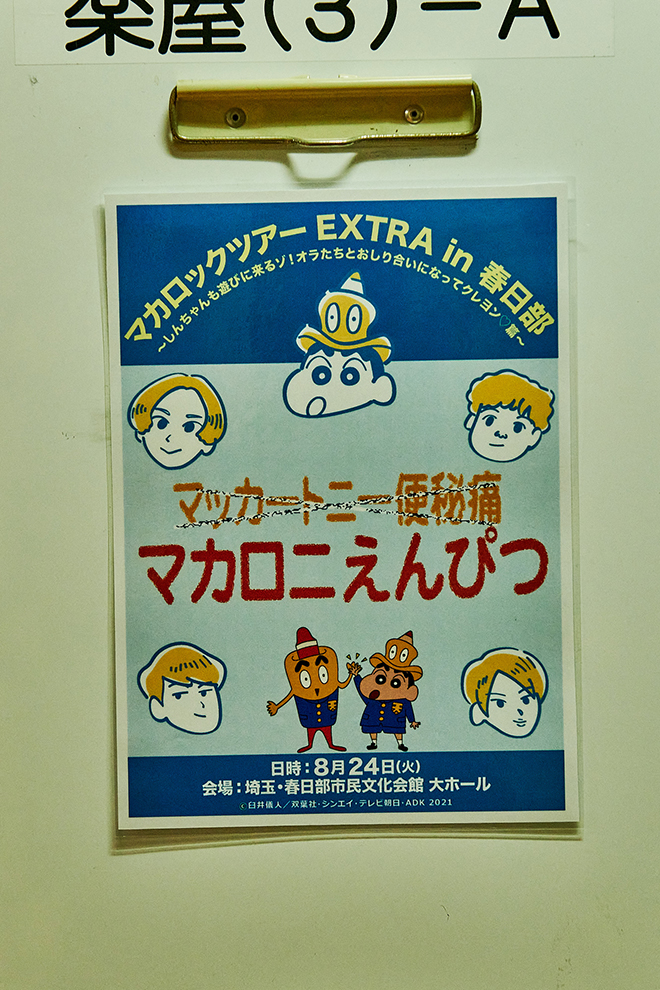 楽屋(3)-A
マカロックツアー EXTRA in 春日部
~しんちゃんも遊びに来るゾ!オラたちとおしり合いになってクレヨン♡篇~
マッカートニー便秘痛
マカロニえんぴつ
日時:8月24日(火)
会場:埼玉・春日部市民文化会館 大ホール
©臼井儀人/双葉社・シンエイ・テレビ朝日・ADK 2021